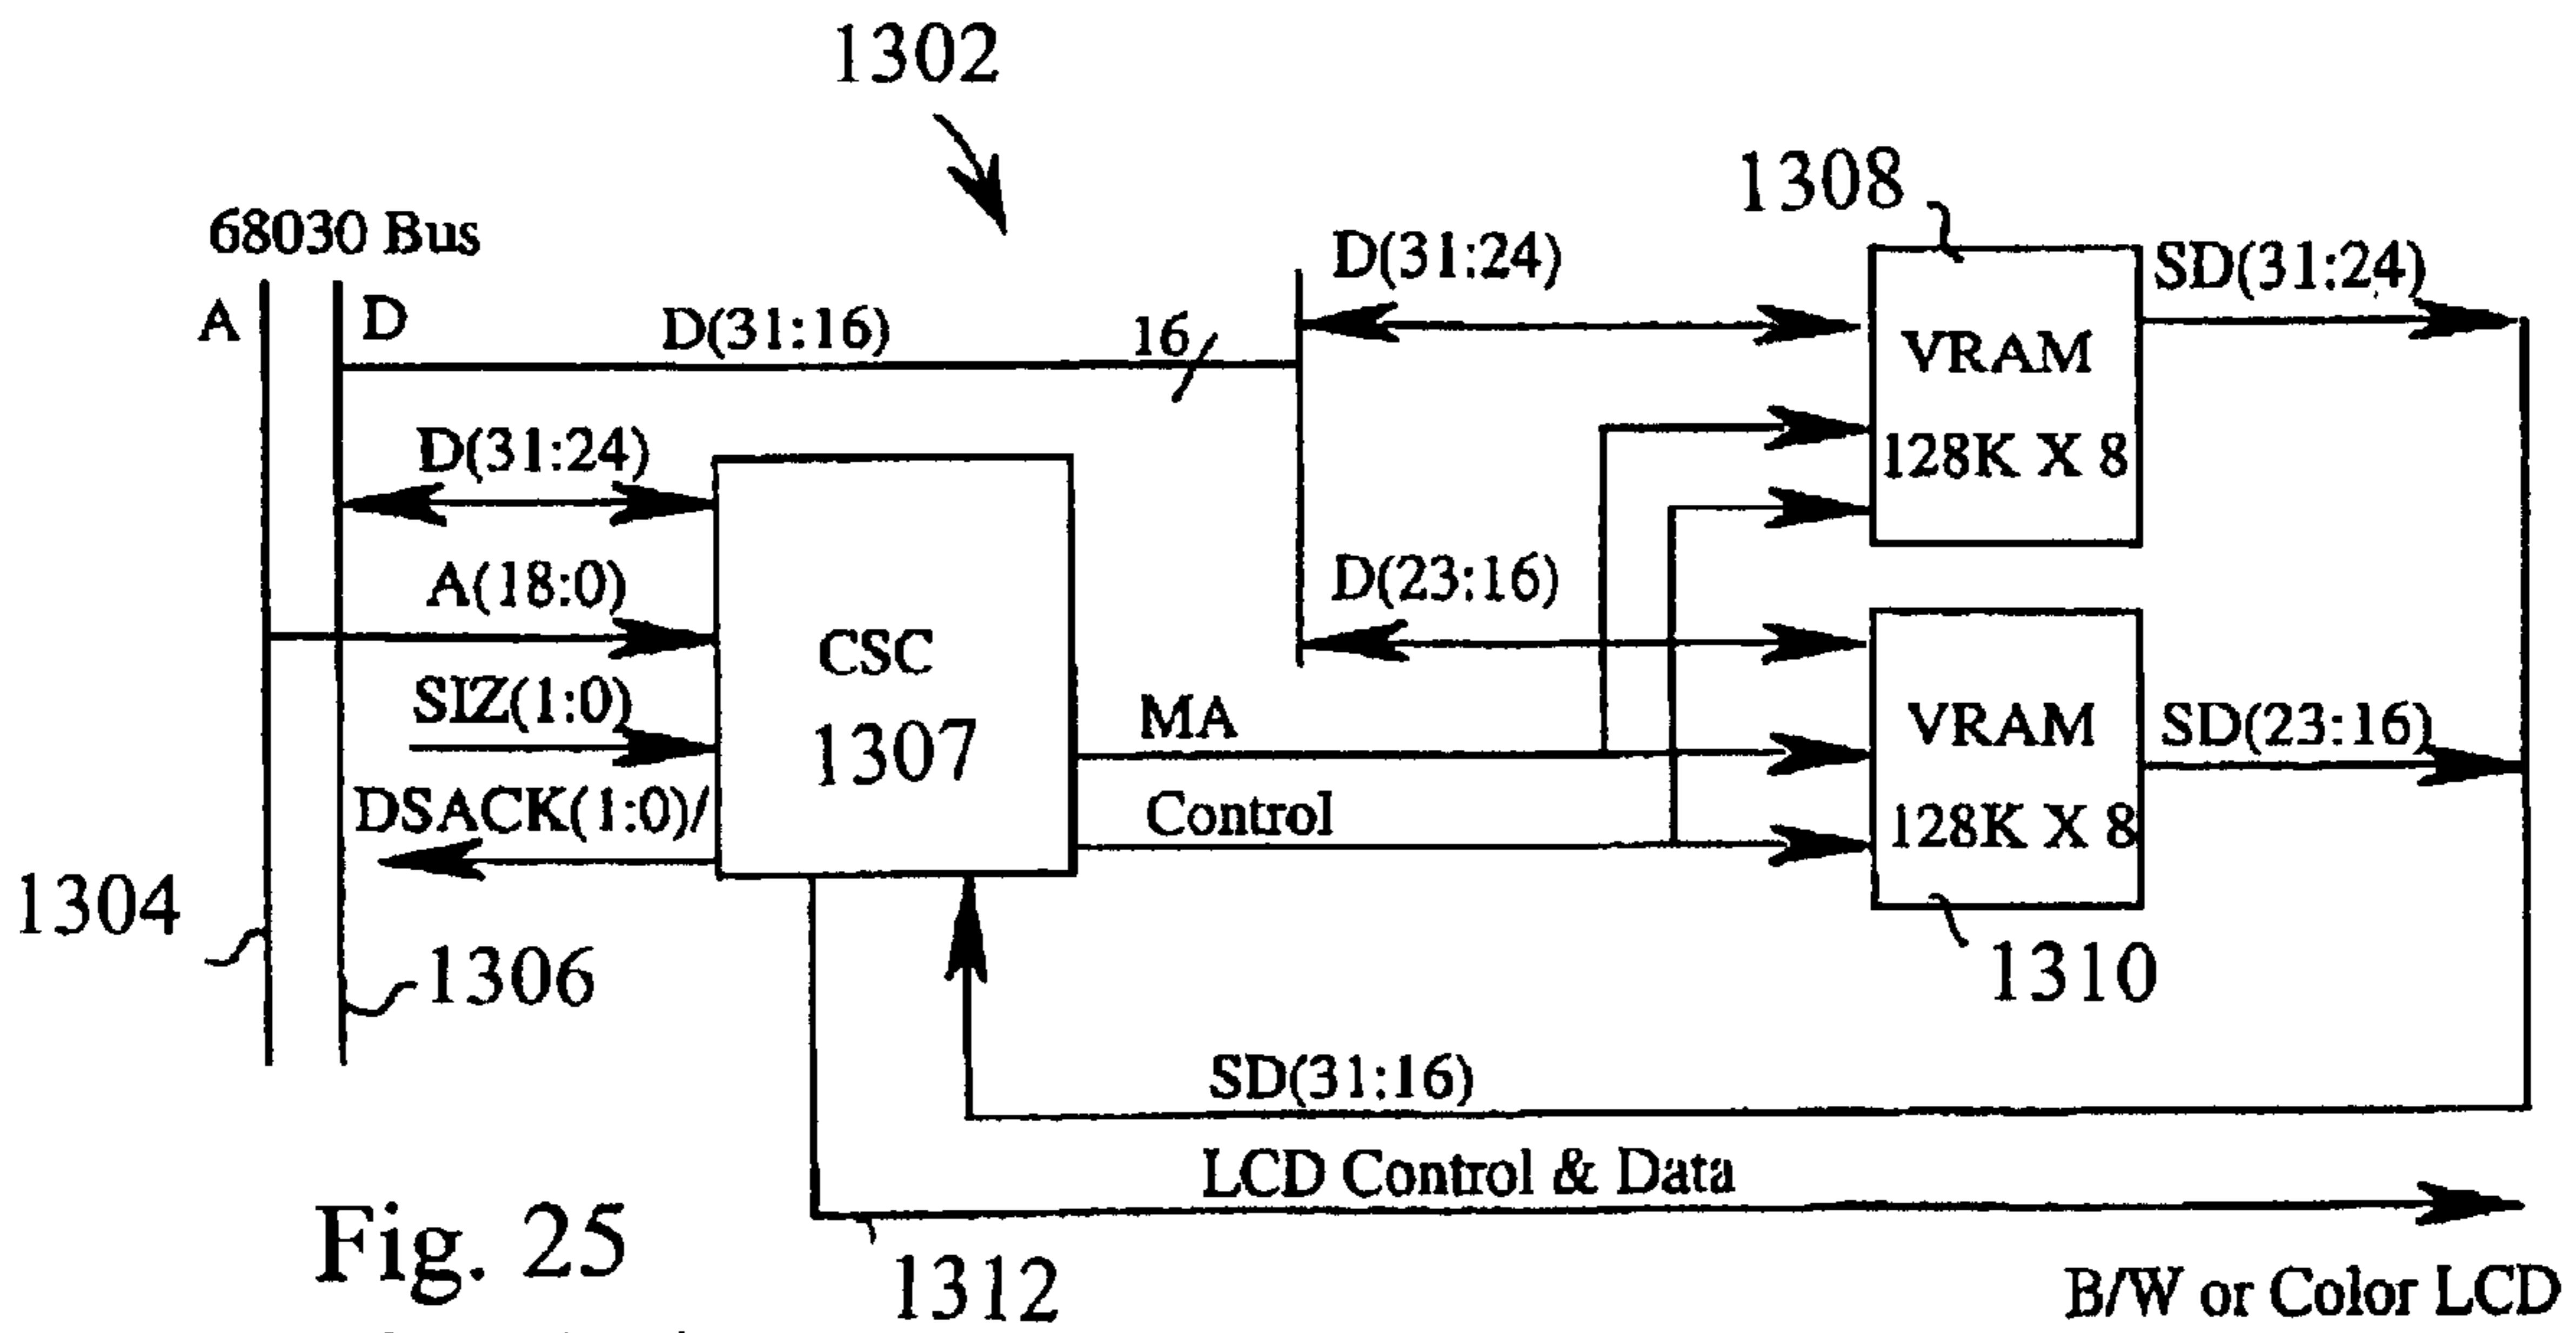 1302
68030 Bus
A
D
D(31:16)
16
D(31:24)
1308
VRAM
128K X 8
SD(31:24)
D(31:24)
A(18:0)
SIZ(1:0)
DSACK(1:0)/
CSC
1307
D(23:16)
MA
Control
VRAM
128K X 8
SD(23:16)
1310
1304
1306
SD(31:16)
LCD Control & Data
1312
B/W or Color LCD
Fig. 25